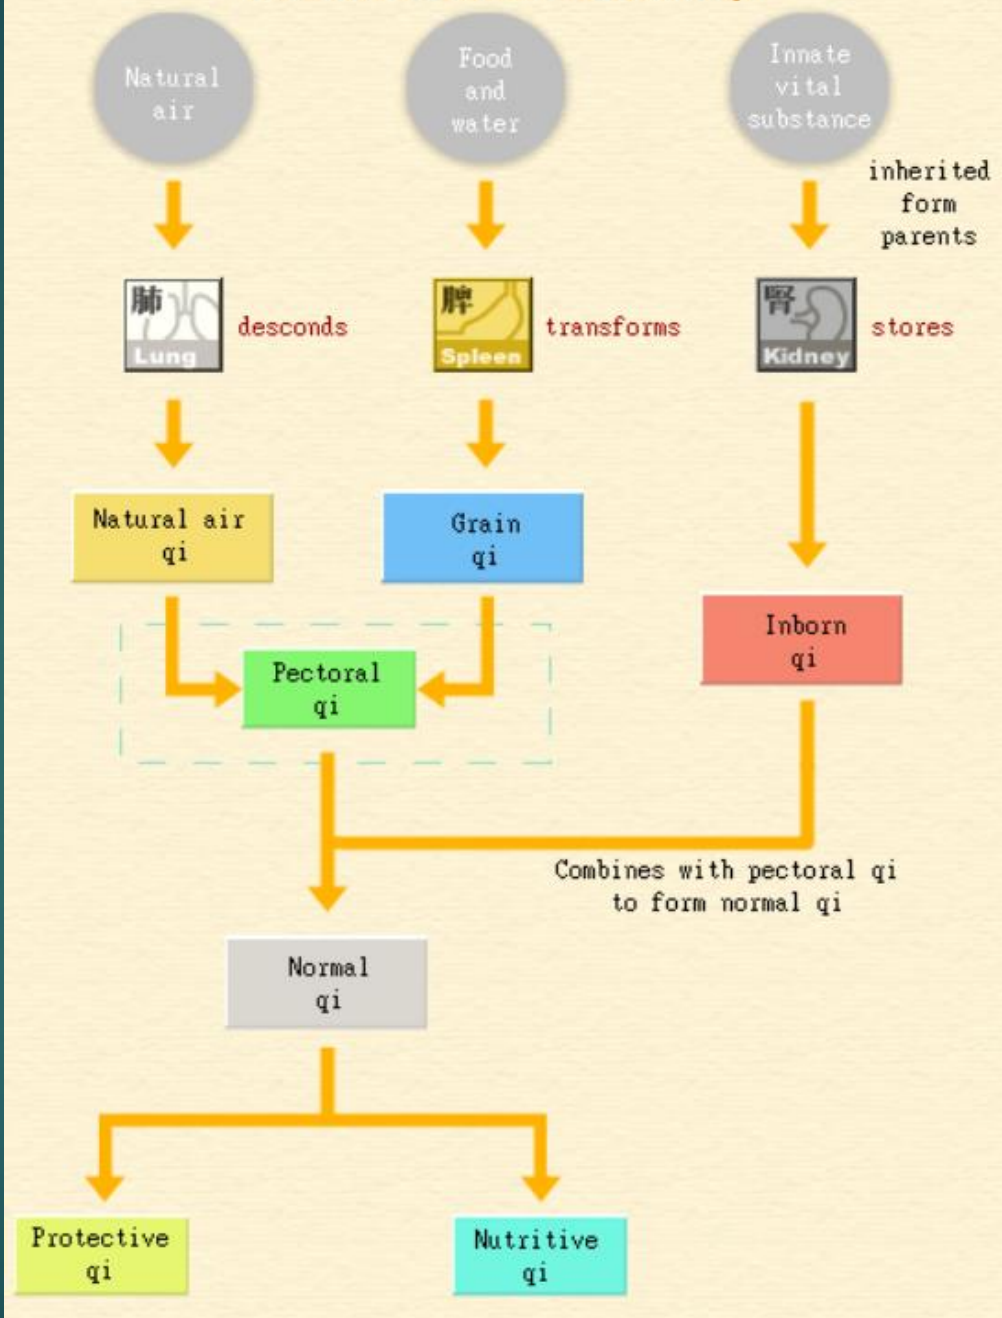 Natural
air
Food
and
water
Innate
vital
substance
inherited
form
parents
肺
Lung
desconds
脾
Spleen
transforms
腎
Kidney
stores
Natural air
qi
Grain
qi
Inborn
qi
Pectoral
qi
Combines with pectoral qi
to form normal qi
Normal
qi
Protective
qi
Nutritive
qi